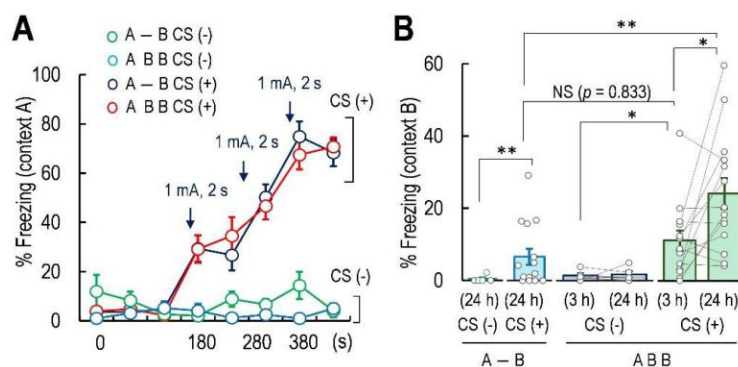 A
A — B CS (-)
A B B CS (-)
A — B CS (+)
A B B CS (+)
% Freezing (context A)
100
80
60
40
20
0
1 mA, 2 s
1 mA, 2 s
1 mA, 2 s
CS (+)
CS (-)
0 180 280 380 (s)
B
% Freezing (context B)
60
40
20
0
**
*
NS (p = 0.833)
*
**
(24 h) (24 h) (3 h) (24 h) (3 h) (24 h)
CS (-) CS (+) CS (-) CS (+)
A — B A B B